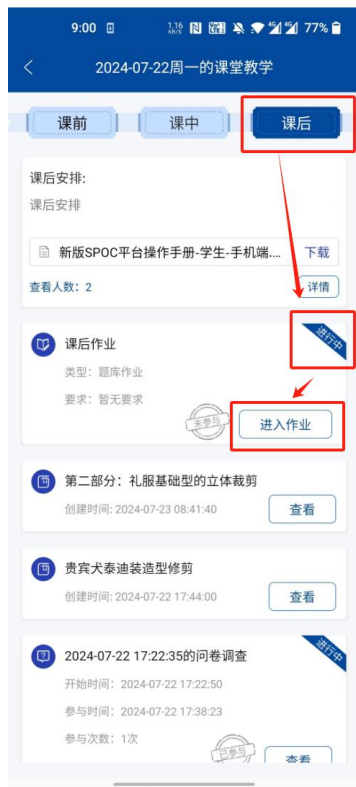 9:00 1.16 KB/S 77%
2024-07-22周一的课堂教学
课前 课中 课后
课后安排:
课后安排
新版SPOC平台操作手册-学生-手机端.... 下载
查看人数：2 详情
进行中
课后作业
类型：题库作业
要求：暂无要求
未参与 进入作业
第二部分：礼服基础型的立体裁剪
创建时间: 2024-07-23 08:41:40 查看
贵宾犬泰迪装造型修剪
创建时间: 2024-07-22 17:44:00 查看
进行中
2024-07-22 17:22:35的问卷调查
开始时间：2024-07-22 17:22:50
参与时间：2024-07-22 17:38:23
参与次数：1次
已参与 查看